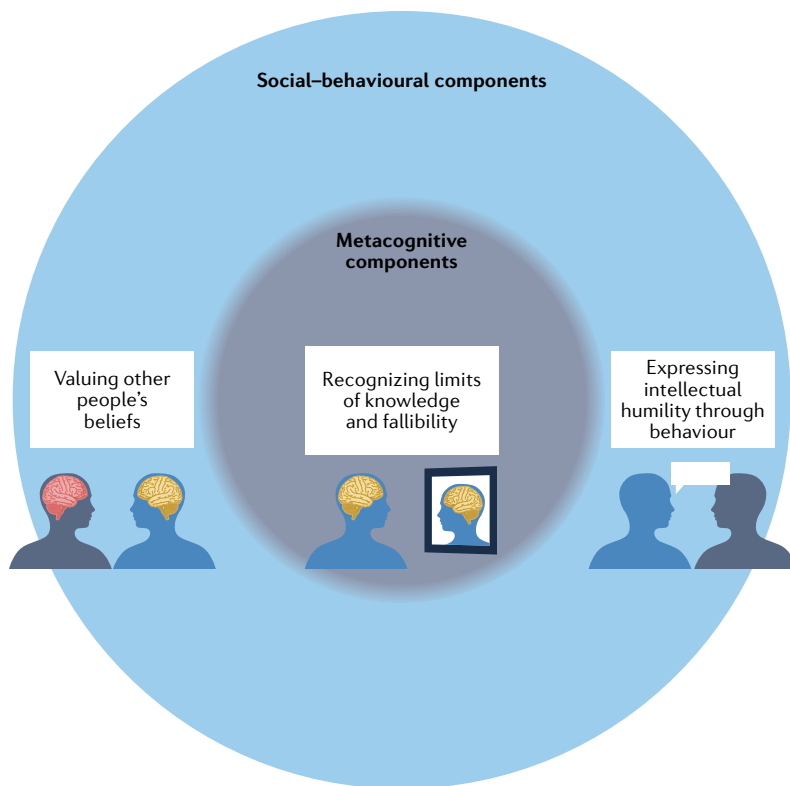 Social–behavioural components
Metacognitive
components
Valuing other
people’s
beliefs
Recognizing limits
of knowledge
and fallibility
Expressing
intellectual
humility through
behaviour